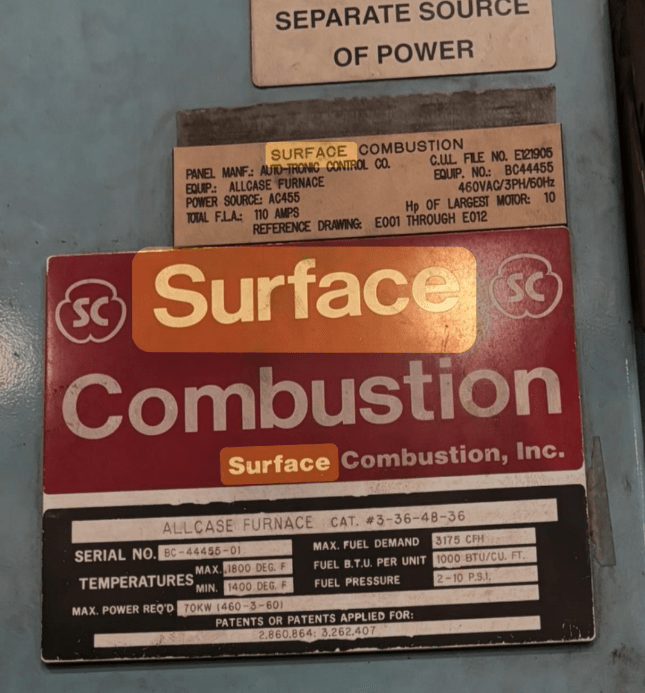 SEPARATE SOURCE
OF POWER
SURFACE COMBUSTION
PANEL MANF.: AUTO-TRONIC CONTROL CO. C.U.L. FILE NO. E121905
EQUIP.: ALLCASE FURNACE EQUIP. NO.: BC44455
POWER SOURCE: AC455 460VAC/3PH/60Hz
TOTAL F.L.A.: 110 AMPS Hp OF LARGEST MOTOR: 10
REFERENCE DRAWING: E001 THROUGH E012
SC Surface SC
Combustion
Surface Combustion, Inc.
ALLCASE FURNACE CAT. #3-36-48-36
SERIAL NO. BC-44455-01 MAX. FUEL DEMAND 3175 CFH
TEMPERATURES MAX. 1800 DEG. F FUEL B.T.U. PER UNIT 1000 BTU/CU. FT.
MIN. 1400 DEG. F FUEL PRESSURE 2-10 P.S.I.
MAX. POWER REQ'D 70KW (460-3-60)
PATENTS OR PATENTS APPLIED FOR:
2,860,864; 3,262,407